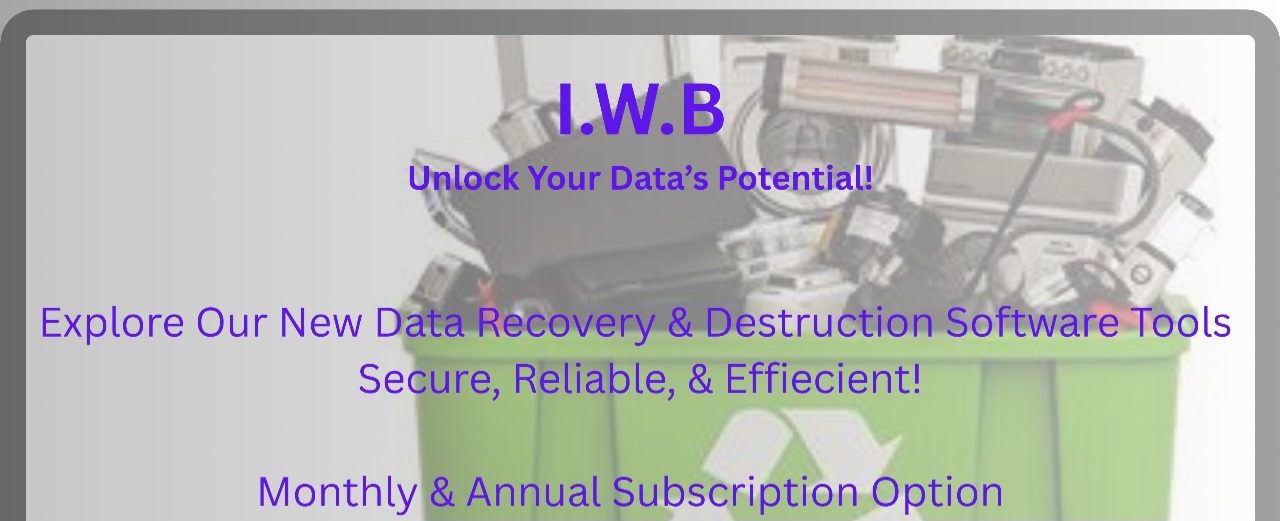 I.W.B
Unlock Your Data’s Potential!
Explore Our New Data Recovery & Destruction Software Tools
Secure, Reliable, & Effiecient!
Monthly & Annual Subscription Option